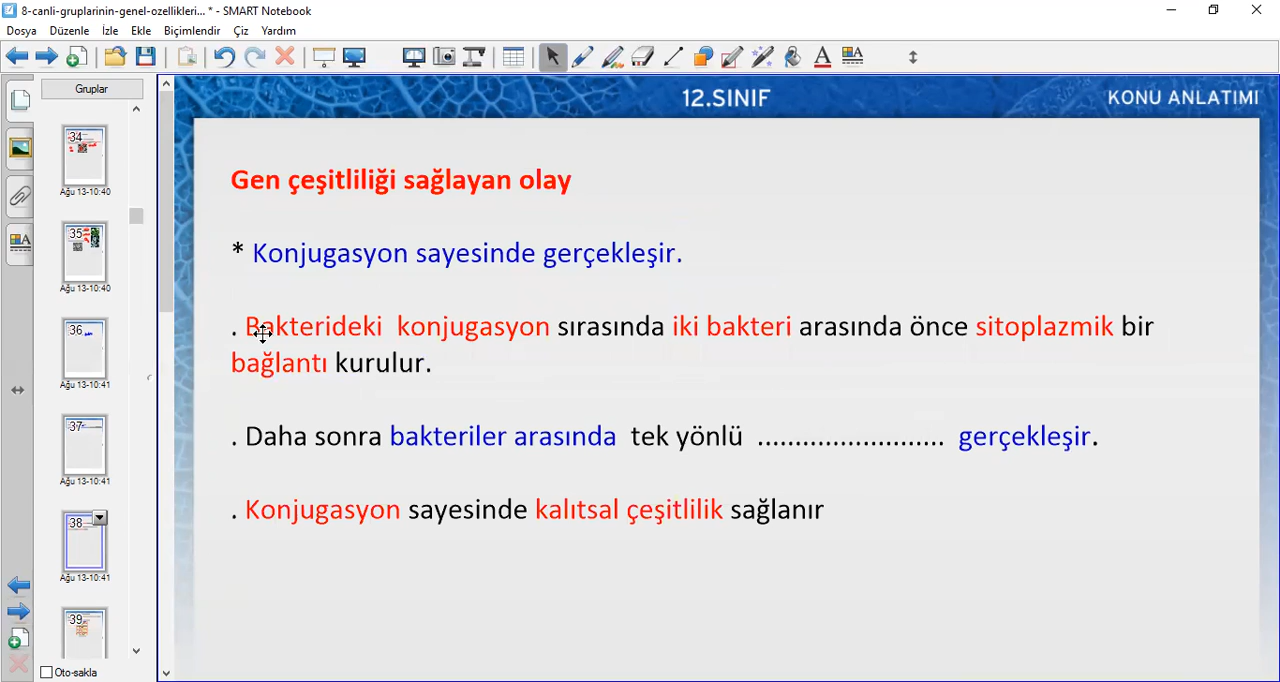 8-canli-gruplarinin-genel-ozellikleri... * - SMART Notebook
Dosya Düzenle İzle Ekle Biçimlendir Çiz Yardım
Gruplar
12.SINIF
KONU ANLATIMI
34
Ağu 13-10:40
35
Ağu 13-10:40
36
Ağu 13-10:41
37
Ağu 13-10:41
38
Ağu 13-10:41
39
Oto-sakla
Gen çeşitliliği sağlayan olay
* Konjugasyon sayesinde gerçekleşir.
. Bakterideki konjugasyon sırasında iki bakteri arasında önce sitoplazmik bir
bağlantı kurulur.
. Daha sonra bakteriler arasında tek yönlü ......................... gerçekleşir.
. Konjugasyon sayesinde kalıtsal çeşitlilik sağlanır